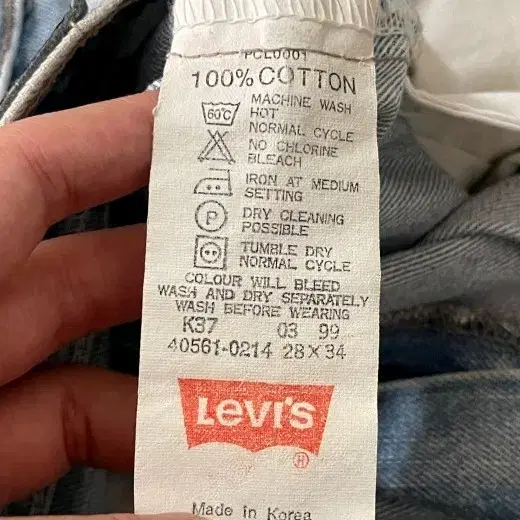 PCL0001
100% COTTON
60°C
MACHINE WASH
HOT
NORMAL CYCLE
NO CHLORINE
BLEACH
IRON AT MEDIUM
SETTING
P
DRY CLEANING
POSSIBLE
TUMBLE DRY
NORMAL CYCLE
COLOUR WILL BLEED
WASH AND DRY SEPARATELY
WASH BEFORE WEARING
K37 03 99
40561-0214 28X34
Levi's
R
Made in Korea